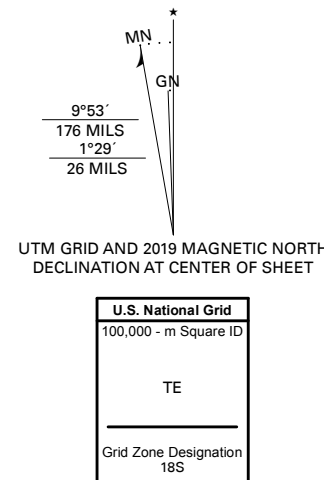 ★
MN
GN
9°53´
176 MILS
1°29´
26 MILS
UTM GRID AND 2019 MAGNETIC NORTH
DECLINATION AT CENTER OF SHEET
U.S. National Grid
100,000 - m Square ID
TE
Grid Zone Designation
18S